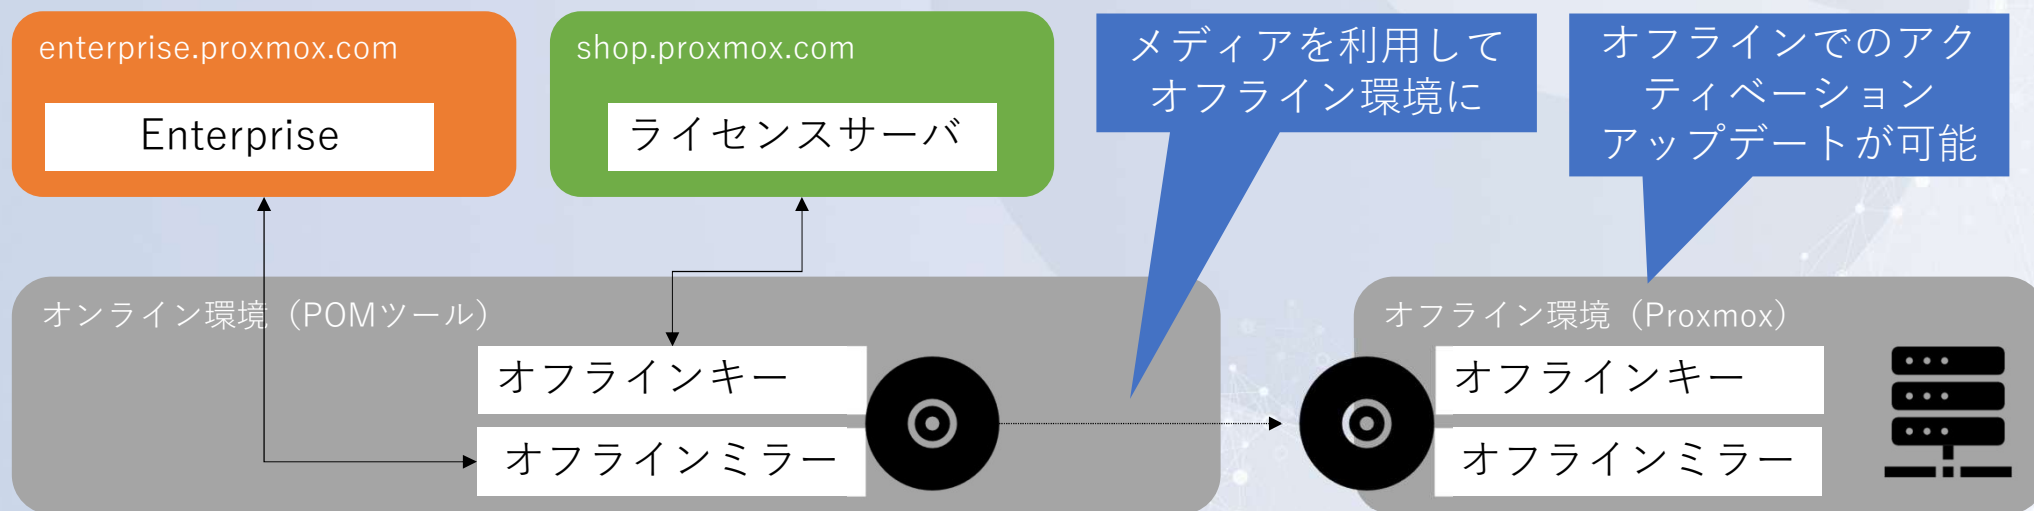 enterprise.proxmox.com
Enterprise
shop.proxmox.com
ライセンスサーバ
メディアを利用して
オフライン環境に
オフラインでのアク
ティベーション
アップデートが可能
オンライン環境（POMツール）
オフラインキー
オフラインミラー
オフライン環境（Proxmox）
オフラインキー
オフラインミラー